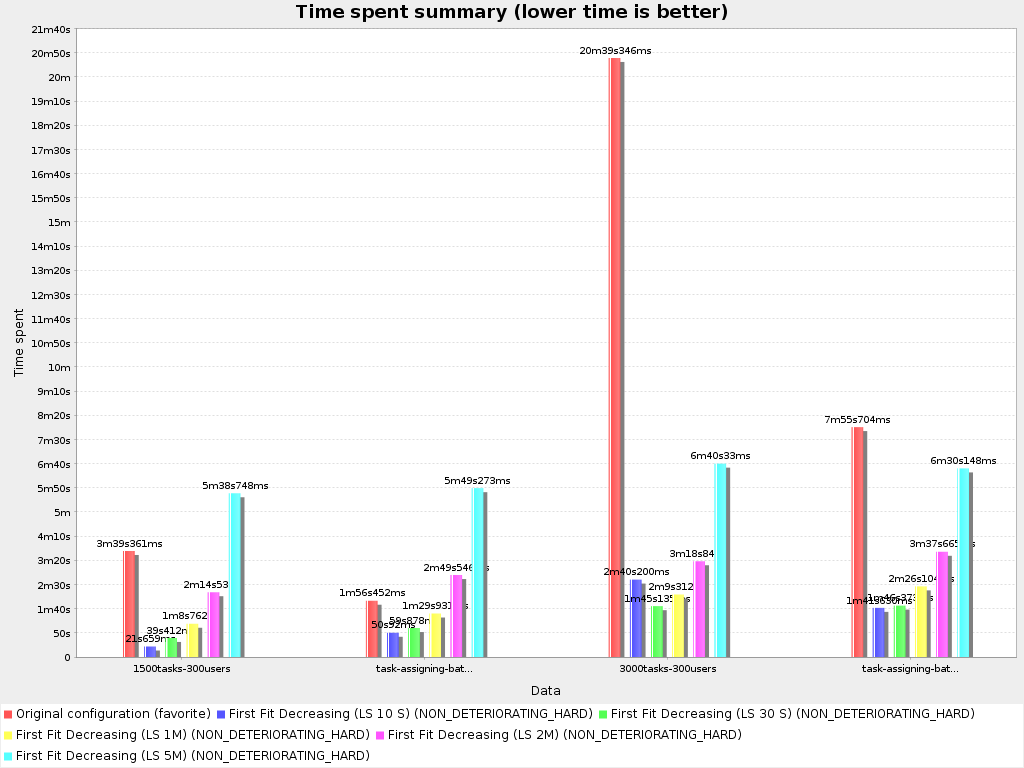 Time spent summary (lower time is better)
21m40s
20m50s
20m
19m10s
18m20s
17m30s
16m40s
15m50s
15m
14m10s
13m20s
12m30s
11m40s
10m50s
10m
9m10s
8m20s
7m30s
6m40s
5m50s
5m
4m10s
3m20s
2m30s
1m40s
50s
0
Time spent
3m39s361ms
21s659ms
39s412m
1m8s762
2m14s53
5m38s748ms
1m56s452ms
50s92ms
59s878m
1m29s93
2m49s546
5m49s273ms
20m39s346ms
2m40s200ms
1m45s135
2m9s312
3m18s84
6m40s33ms
7m55s704ms
2m26s104
3m37s665
6m30s148ms
1500tasks-300users
task-assigning-bat...
3000tasks-300users
task-assigning-bat...
Data
Original configuration (favorite) First Fit Decreasing (LS 10 S) (NON_DETERIORATING_HARD) First Fit Decreasing (LS 30 S) (NON_DETERIORATING_HARD)
First Fit Decreasing (LS 1M) (NON_DETERIORATING_HARD) First Fit Decreasing (LS 2M) (NON_DETERIORATING_HARD)
First Fit Decreasing (LS 5M) (NON_DETERIORATING_HARD)